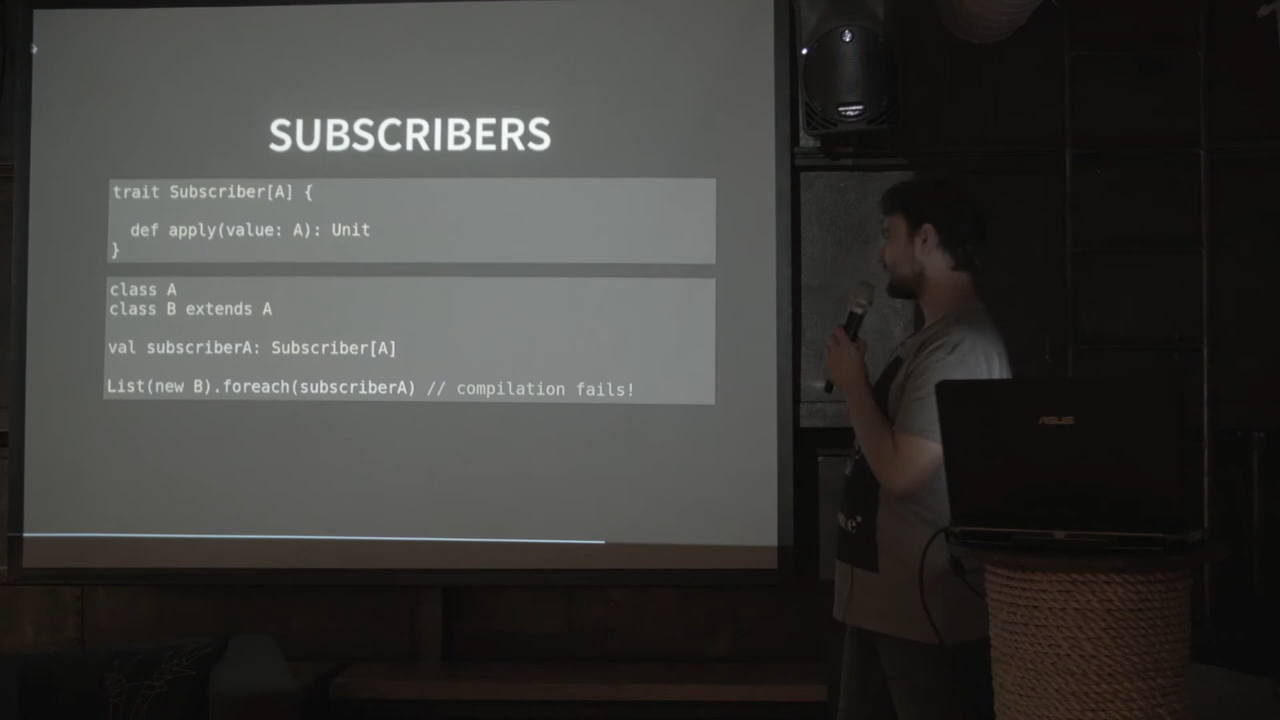 SUBSCRIBERS
trait Subscriber[A] {
  def apply(value: A): Unit
}
class A
class B extends A
val subscriberA: Subscriber[A]
List(new B).foreach(subscriberA) // compilation fails!
ASUS